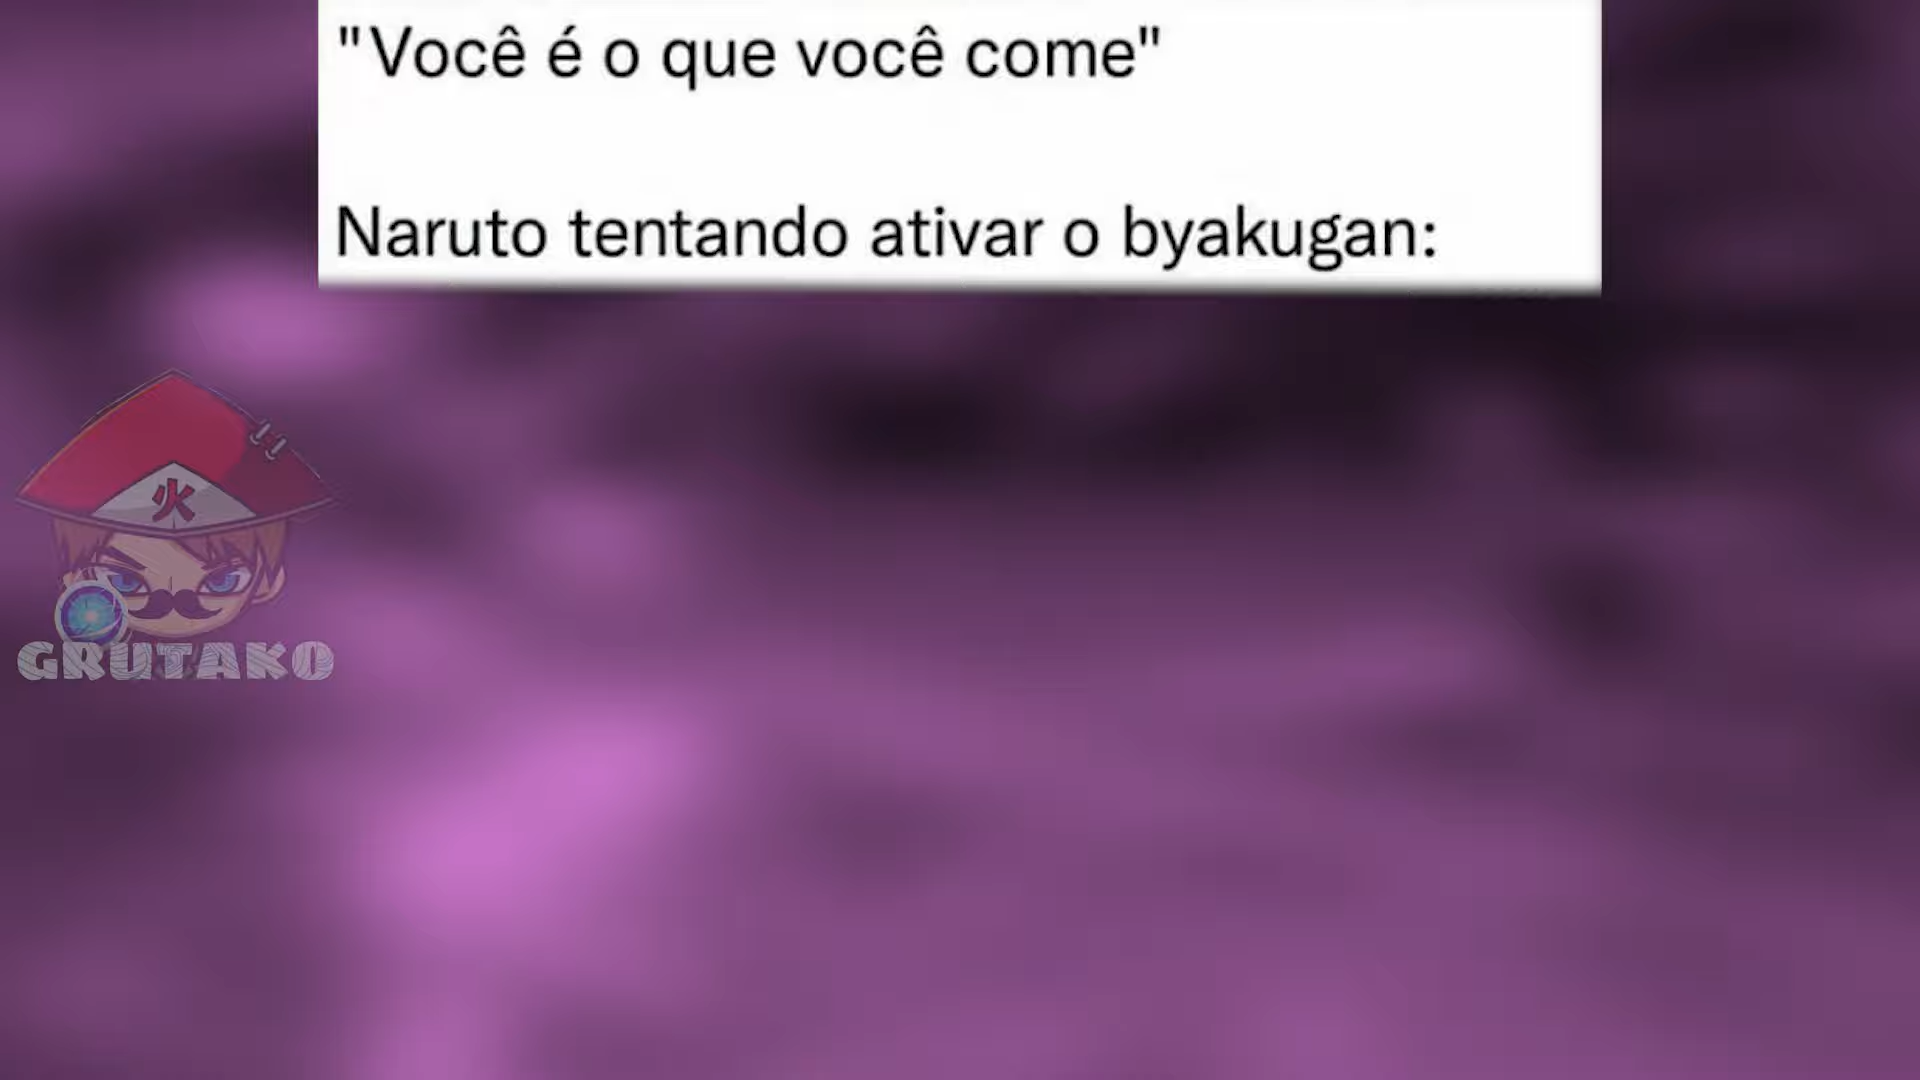 "Você é o que você come"
Naruto tentando ativar o byakugan:
火
GRUTAKO